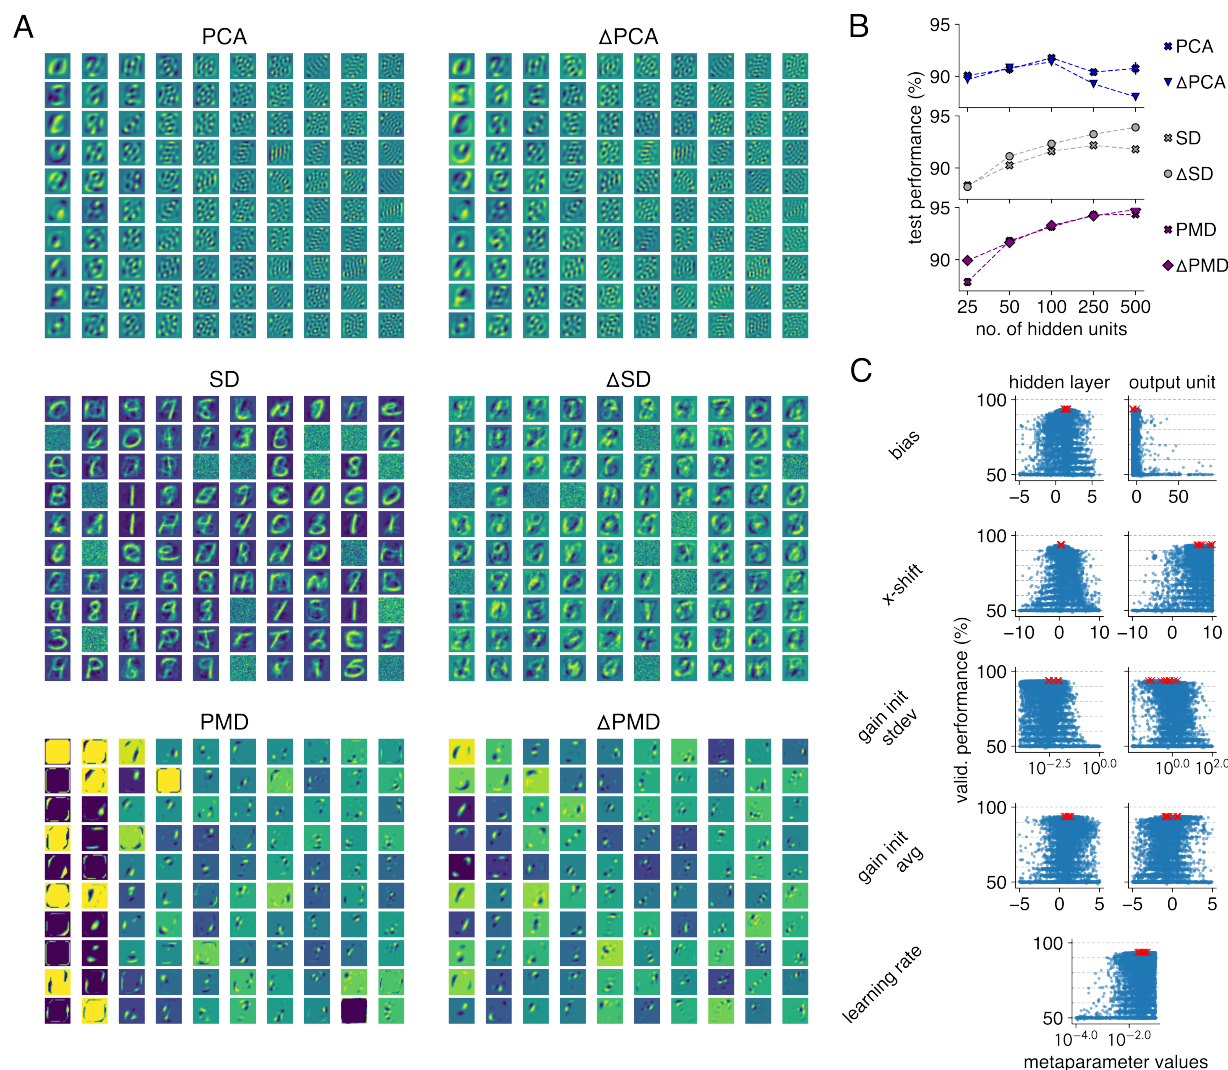 A
PCA
ΔPCA
SD
ΔSD
PMD
ΔPMD
B
95
90
95
90
95
90
test performance (%)
25 50 100 250 500
no. of hidden units
PCA
ΔPCA
SD
ΔSD
PMD
ΔPMD
C
hidden layer
output unit
valid. performance (%)
bias
100
50
−5 0 5
0 50
x-shift
100
50
−10 0 10
−10 0 10
gain init
stdev
100
50
10^−2.5 10^0.0
10^0.0 10^2.0
gain init
avg
100
50
−5 0 5
−5 0 5
learning rate
100
50
10^−4.0 10^−2.0
metaparameter values